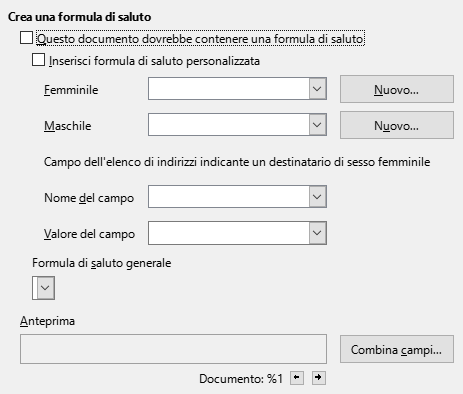 Crea una formula di saluto
Questo documento dovrebbe contenere una formula di saluto
Inserisci formula di saluto personalizzata
Femminile
Nuovo...
Maschile
Nuovo...
Campo dell'elenco di indirizzi indicante un destinatario di sesso femminile
Nome del campo
Valore del campo
Formula di saluto generale
Anteprima
Combina campi...
Documento: %1